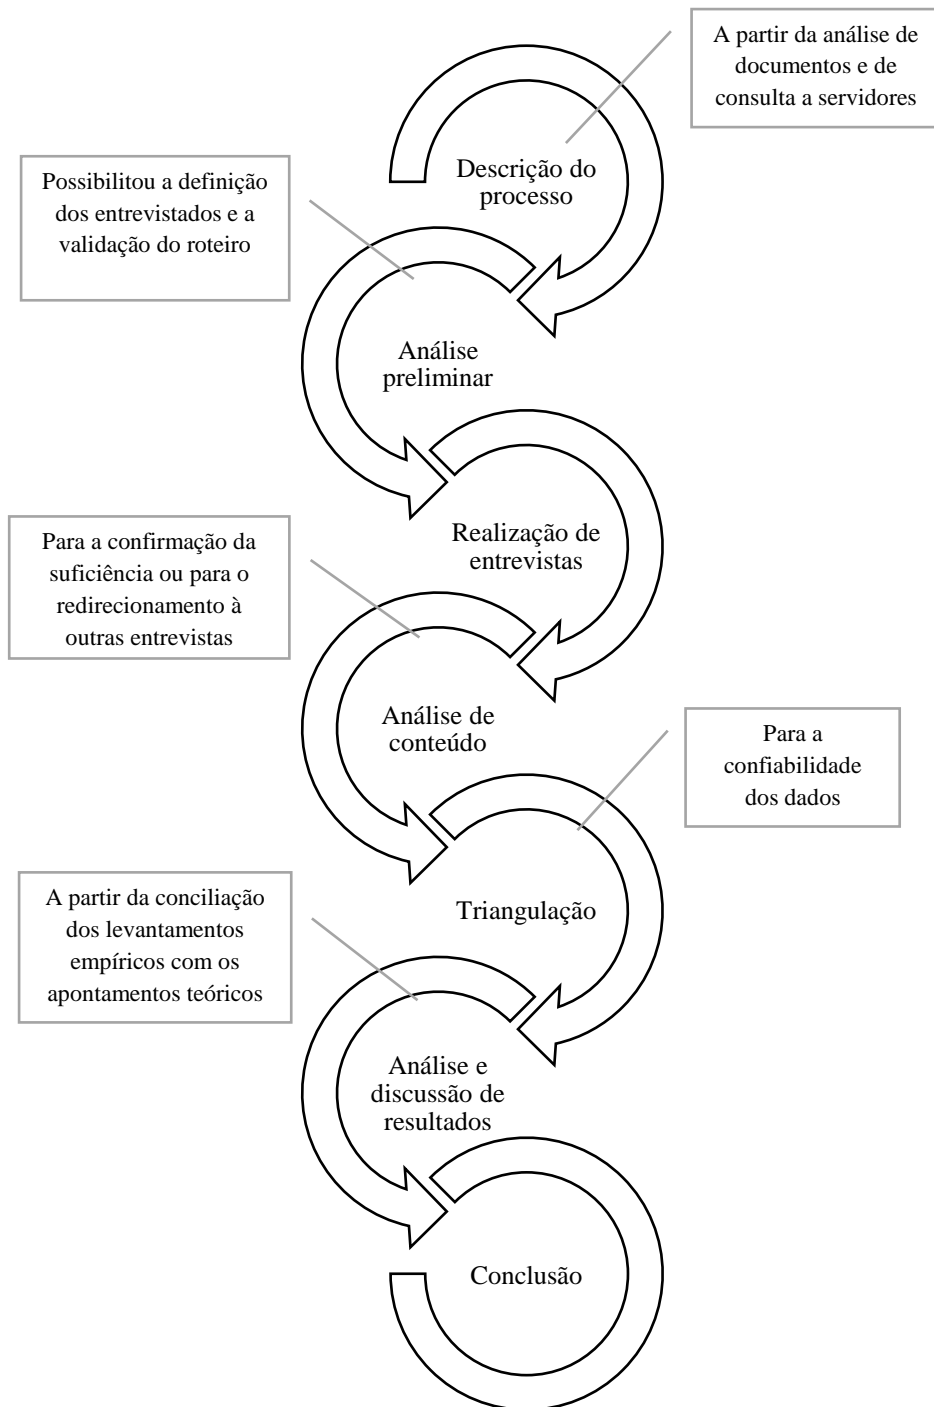 A partir da análise de
documentos e de
consulta a servidores
Descrição do
processo
Possibilitou a definição
dos entrevistados e a
validação do roteiro
Análise
preliminar
Realização de
entrevistas
Para a confirmação da
suficiência ou para o
redirecionamento à
outras entrevistas
Análise de
conteúdo
Para a
confiabilidade
dos dados
Triangulação
A partir da conciliação
dos levantamentos
empíricos com os
apontamentos teóricos
Análise e
discussão de
resultados
Conclusão